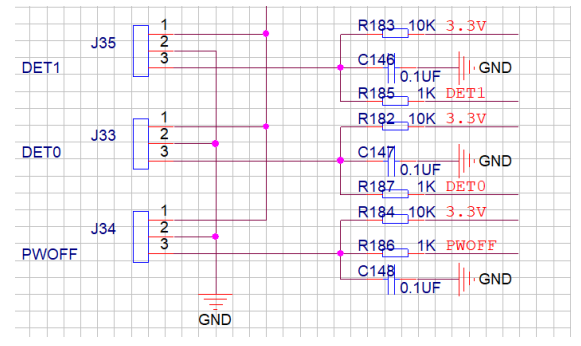 1 R183 10K 3.3V
J35 2
3 C146 GND
DET1 0.1UF
R185 1K DET1
1 R182 10K 3.3V
J33 2
DET0 3 C147 GND
0.1UF
R187 1K DET0
1 R184 10K 3.3V
J34 2
3 R186 1K PWOFF
PWOFF
C148 GND
0.1UF
GND